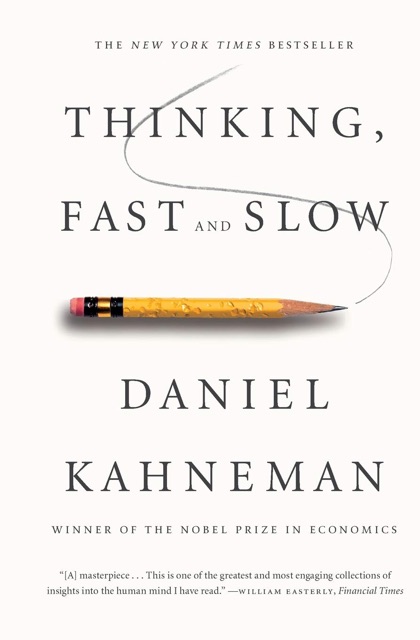 THE NEW YORK TIMES BESTSELLER
THINKING,
FAST AND SLOW
DANIEL
KAHNEMAN
WINNER OF THE NOBEL PRIZE IN ECONOMICS
“[A] masterpiece . . . This is one of the greatest and most engaging collections of
insights into the human mind I have read.” —WILLIAM EASTERLY, Financial Times